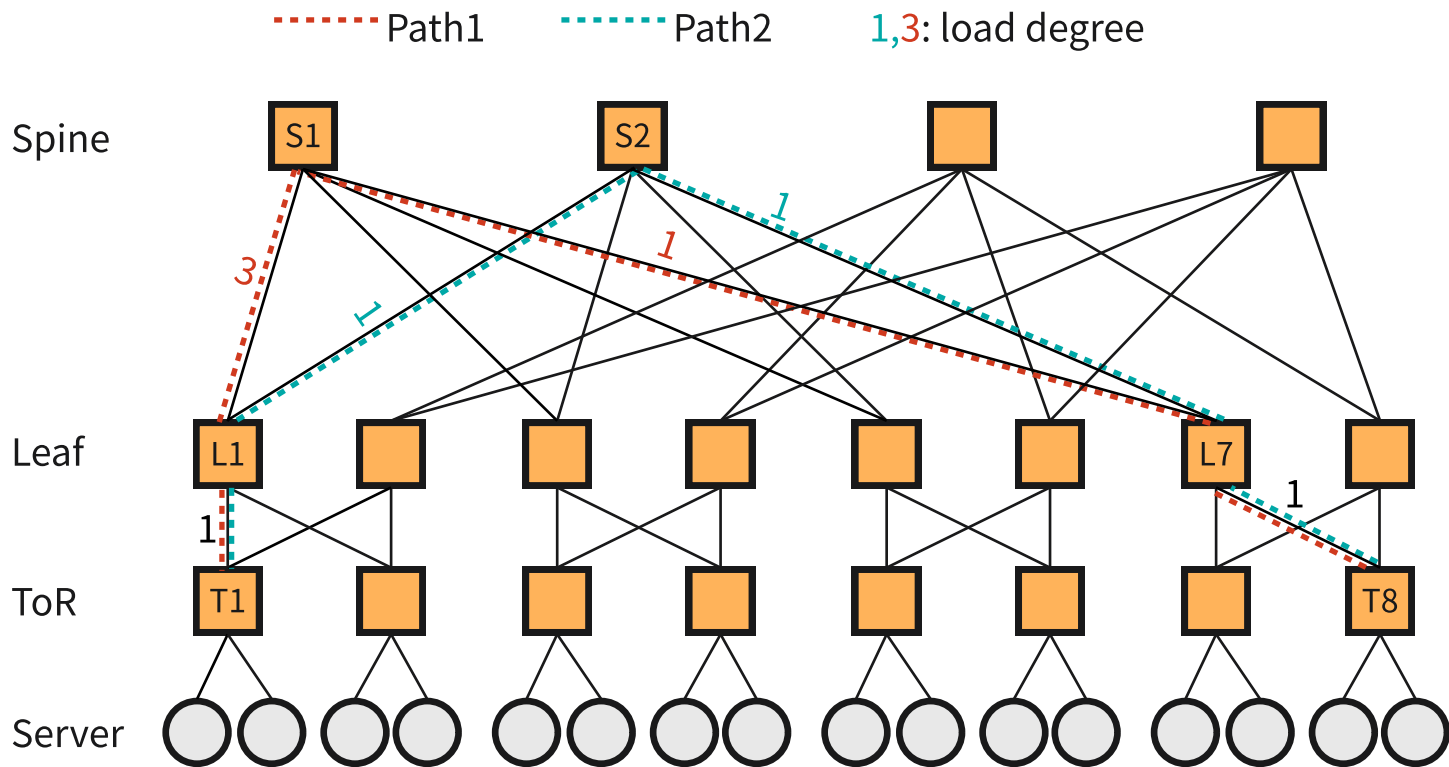 Path1
Path2
1,3: load degree
Spine
S1
S2
1
1
3
1
Leaf
L1
L7
1
1
ToR
T1
T8
Server